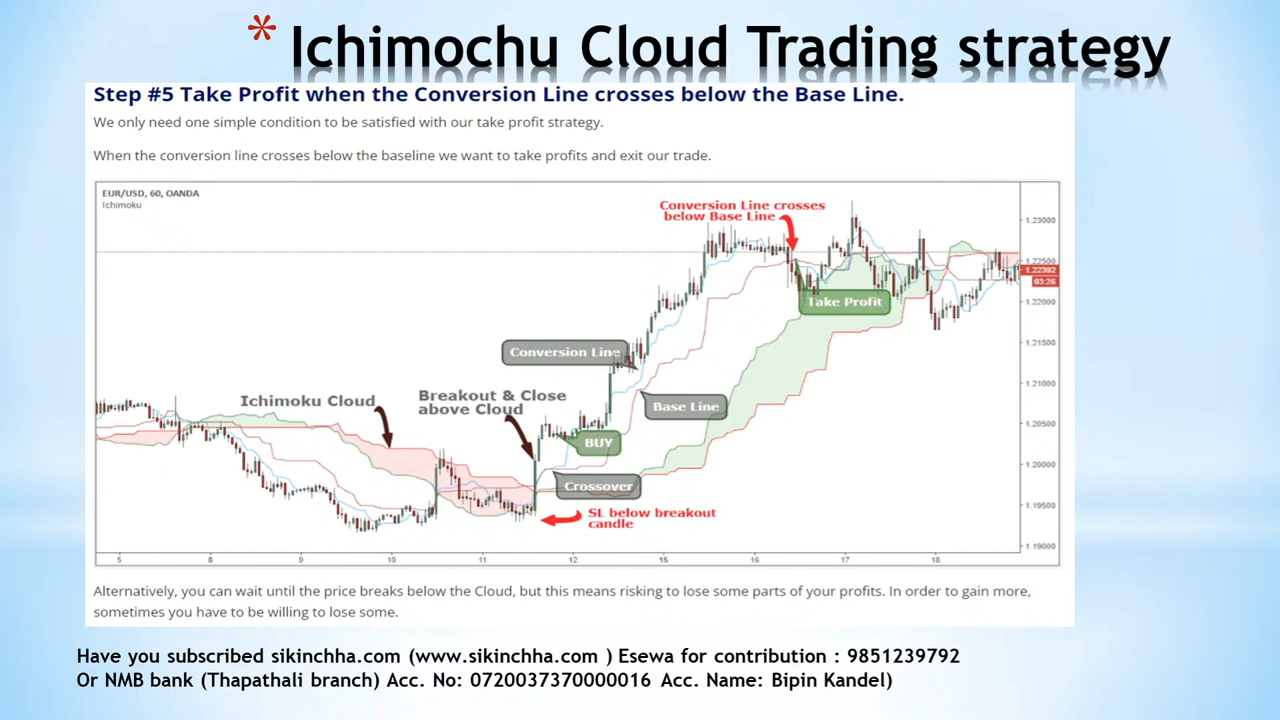 * Ichimochu Cloud Trading strategy
Step #5 Take Profit when the Conversion Line crosses below the Base Line.
We only need one simple condition to be satisfied with our take profit strategy.
When the conversion line crosses below the baseline we want to take profits and exit our trade.
EUR/USD, 60, OANDA
Ichimoku
Conversion Line crosses
below Base Line
1.23000
1.22500
1.22392
03:26
Take Profit
1.22000
1.21500
Conversion Line
1.21000
Ichimoku Cloud
Breakout & Close
above Cloud
Base Line
1.20500
BUY
1.20000
Crossover
SL below breakout
candle
1.19500
1.19000
5 8 9 10 11 12 15 16 17 18
Alternatively, you can wait until the price breaks below the Cloud, but this means risking to lose some parts of your profits. In order to gain more,
sometimes you have to be willing to lose some.
Have you subscribed sikinchha.com (www.sikinchha.com ) Esewa for contribution : 9851239792
Or NMB bank (Thapathali branch) Acc. No: 0720037370000016 Acc. Name: Bipin Kandel)